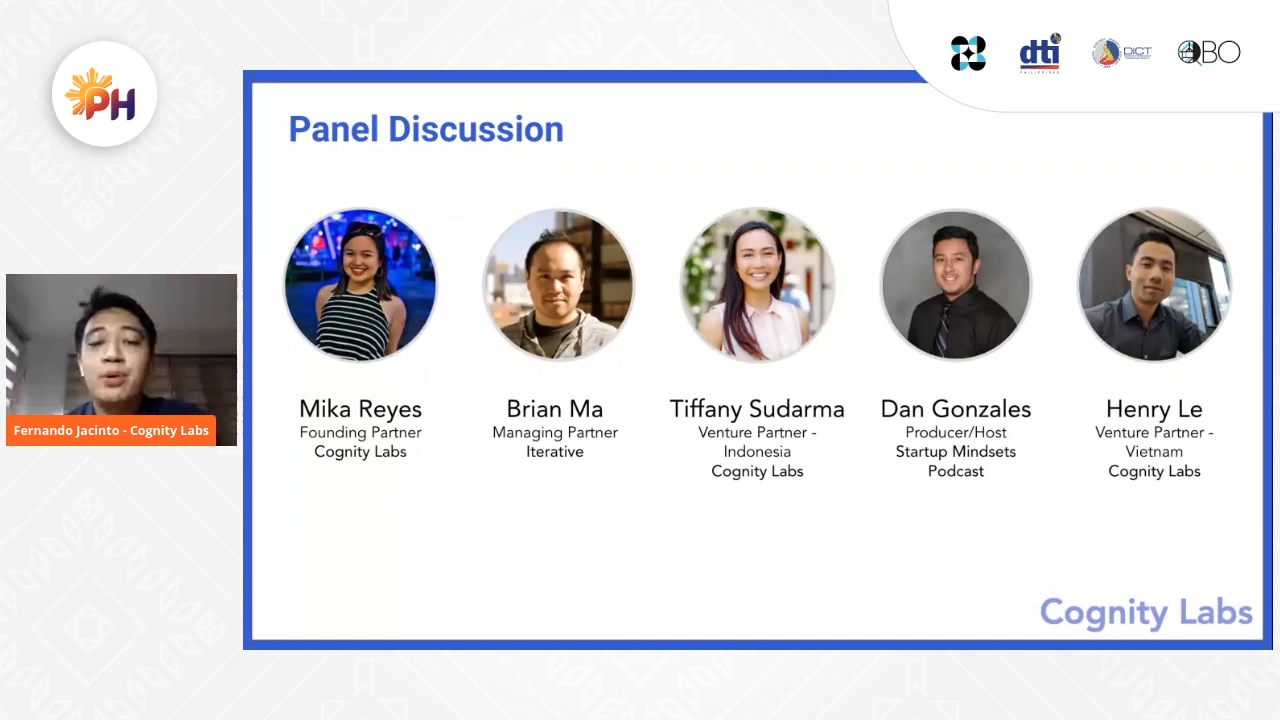 PH
dti
PHILIPPINES
DICT
QBO
Panel Discussion
Mika Reyes
Founding Partner
Cognity Labs
Brian Ma
Managing Partner
Iterative
Tiffany Sudarma
Venture Partner -
Indonesia
Cognity Labs
Dan Gonzales
Producer/Host
Startup Mindsets
Podcast
Henry Le
Venture Partner -
Vietnam
Cognity Labs
Fernando Jacinto - Cognity Labs
Cognity Labs